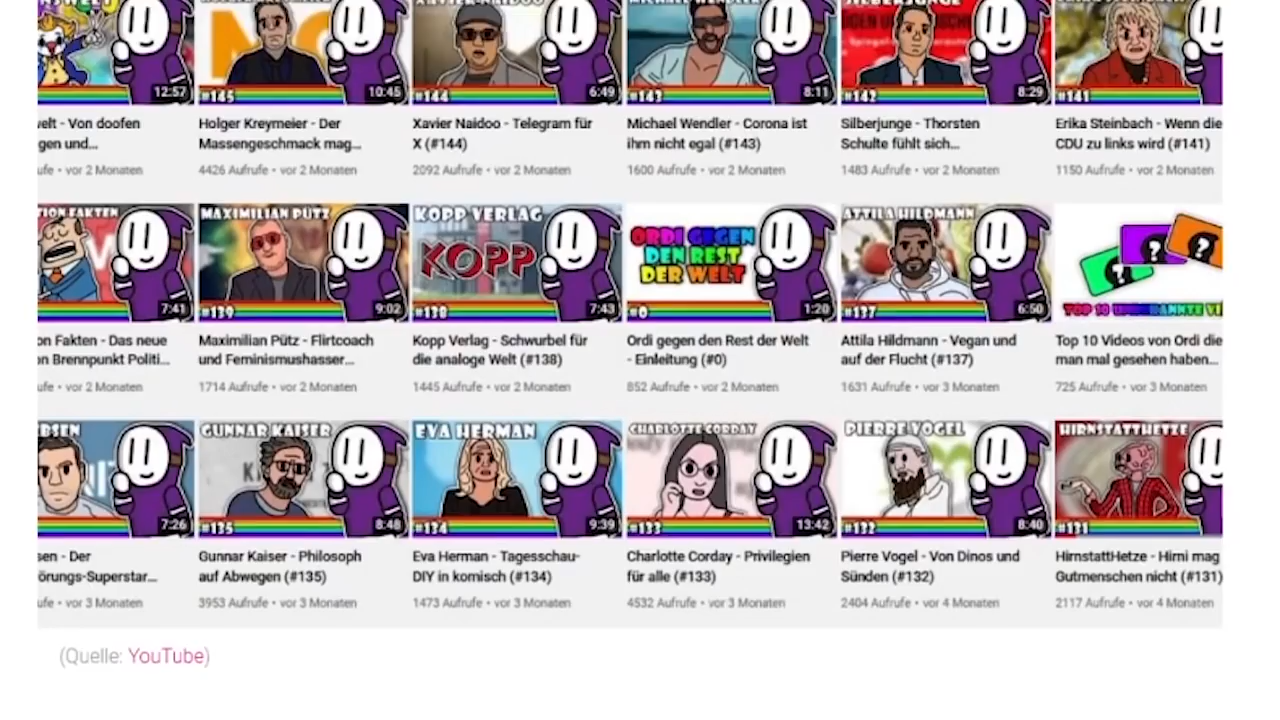 12:57
10:45
6:49
8:11
8:29
#145
#144
#143
#142
#141
elt - Von doofen
gen und...
ufe • vor 2 Monaten
Holger Kreymeier - Der
Massengeschmack mag...
4426 Aufrufe • vor 2 Monaten
Xavier Naidoo - Telegram für
X (#144)
2092 Aufrufe • vor 2 Monaten
Michael Wendler - Corona ist
ihm nicht egal (#143)
1600 Aufrufe • vor 2 Monaten
Silberjunge - Thorsten
Schulte fühlt sich...
1483 Aufrufe • vor 2 Monaten
Erika Steinbach - Wenn die
CDU zu links wird (#141)
1150 Aufrufe • vor 2 Monaten
TION FAKTEN
7:41
MAXIMILIAN PÜTZ
#139
9:02
KOPP VERLAG
KOPP
#138
7:43
ORDI GEGEN
DEN REST
DER WELT
#0
1:20
ATTILA HILDMANN
#137
6:50
? ? ?
TOP 10
on Fakten - Das neue
on Brennpunkt Politi...
ufe • vor 2 Monaten
Maximilian Pütz - Flirtcoach
und Feminismushasser...
1714 Aufrufe • vor 2 Monaten
Kopp Verlag - Schwurbel für
die analoge Welt (#138)
1445 Aufrufe • vor 2 Monaten
Ordi gegen den Rest der Welt
- Einleitung (#0)
852 Aufrufe • vor 2 Monaten
Attila Hildmann - Vegan und
auf der Flucht (#137)
1631 Aufrufe • vor 3 Monaten
Top 10 Videos von Ordi die
man mal gesehen haben...
725 Aufrufe • vor 3 Monaten
BSEN
7:26
GUNNAR KAISER
#135
8:48
EVA HERMAN
#134
9:39
CHARLOTTE CORDAY
#133
13:42
PIERRE VOGEL
#132
8:40
HIRNSTATTHETZE
#131
sen - Der
örungs-Superstar...
ufe • vor 3 Monaten
Gunnar Kaiser - Philosoph
auf Abwegen (#135)
3953 Aufrufe • vor 3 Monaten
Eva Herman - Tagesschau-
DIY in komisch (#134)
1473 Aufrufe • vor 3 Monaten
Charlotte Corday - Privilegien
für alle (#133)
4532 Aufrufe • vor 3 Monaten
Pierre Vogel - Von Dinos und
Sünden (#132)
2404 Aufrufe • vor 4 Monaten
HirnstattHetze - Hirni mag
Gutmenschen nicht (#131)
2117 Aufrufe • vor 4 Monaten
(Quelle: YouTube)